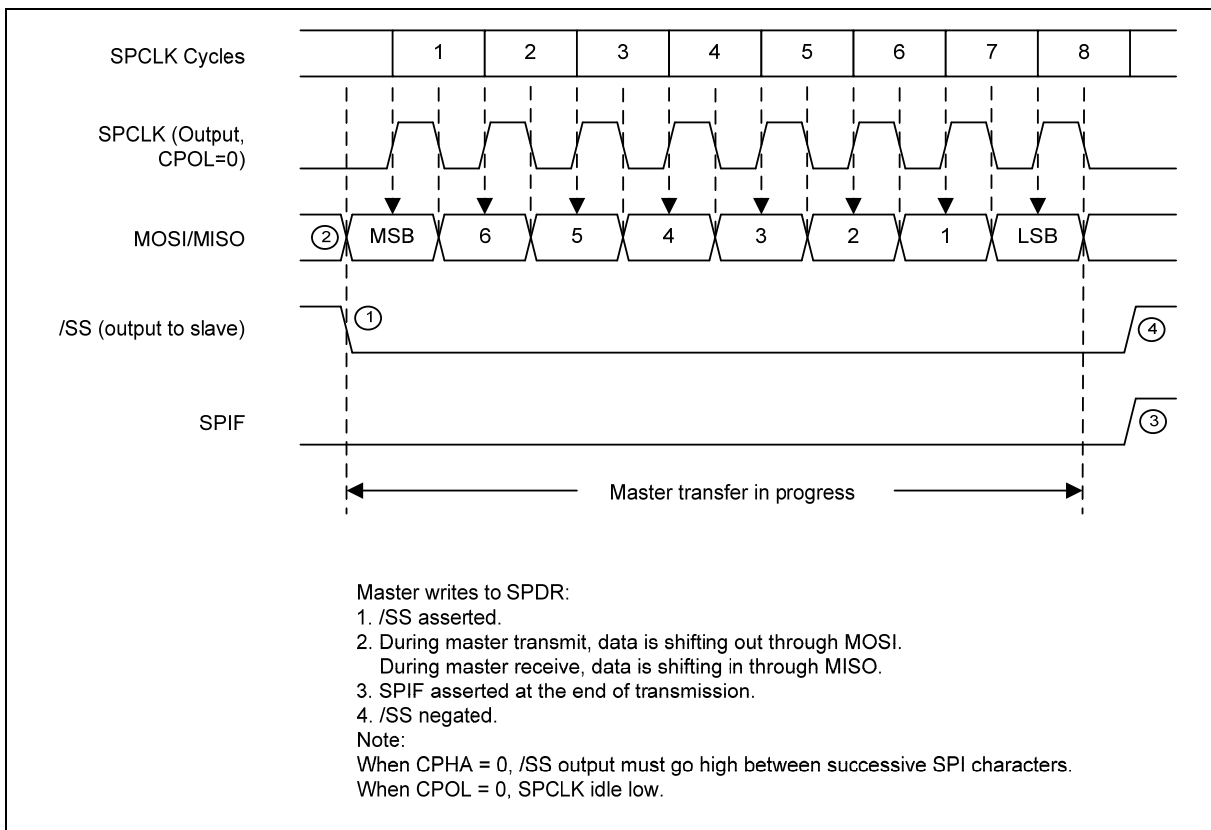 SPCLK Cycles
1 2 3 4 5 6 7 8
SPCLK (Output,
CPOL=0)
MOSI/MISO
2 MSB 6 5 4 3 2 1 LSB
/SS (output to slave)
1
4
SPIF
3
Master transfer in progress
Master writes to SPDR:
1. /SS asserted.
2. During master transmit, data is shifting out through MOSI.
During master receive, data is shifting in through MISO.
3. SPIF asserted at the end of transmission.
4. /SS negated.
Note:
When CPHA = 0, /SS output must go high between successive SPI characters.
When CPOL = 0, SPCLK idle low.